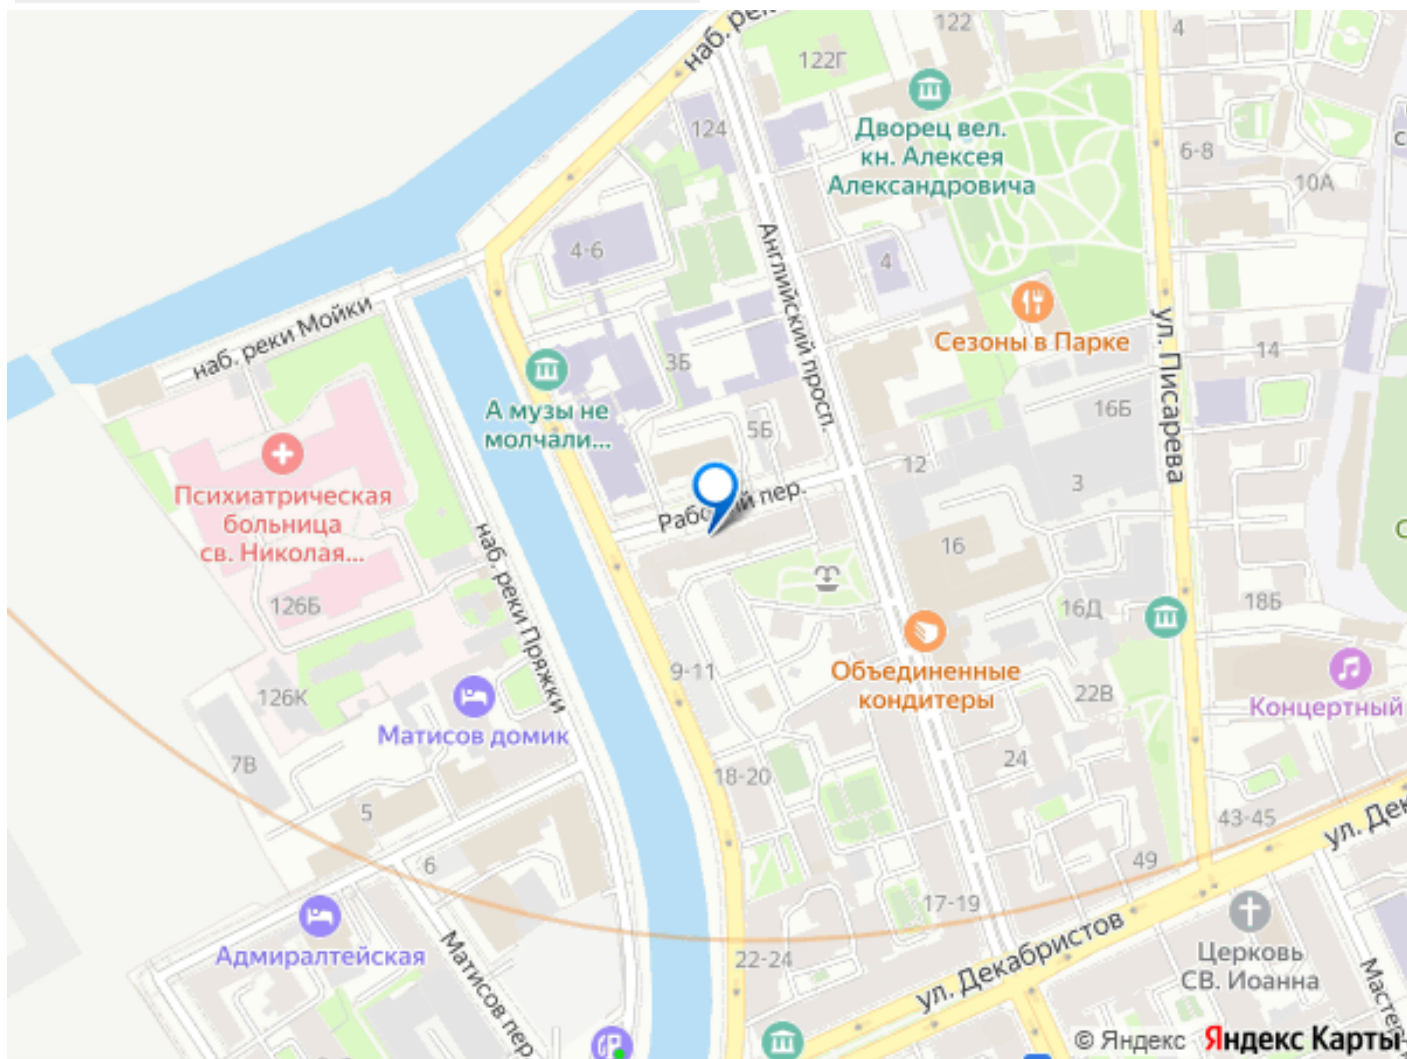 наб. рек
122
4
122Г
124
Дворец вел.
кн. Алексея
Александровича
6-8
10А
с
4-6
Английский просп.
4
наб. реки Мойки
Сезоны в Парке
ул. Писарева
14
3Б
А музы не
молчали...
5Б
16Б
12
3
Психиатрическая
больница
св. Николая...
Рабочий пер.
наб. реки Пряжки
16
С
126Б
16Д
18Б
9-11
Объединенные
кондитеры
22В
Концертный
126К
Матисов домик
7В
18-20
24
5
43-45
ул. Дек
6
49
17-19
Адмиралтейская
Матисов пер.
22-24
ул. Декабристов
Церковь
СВ. Иоанна
Мастер
© Яндекс Яндекс Карты